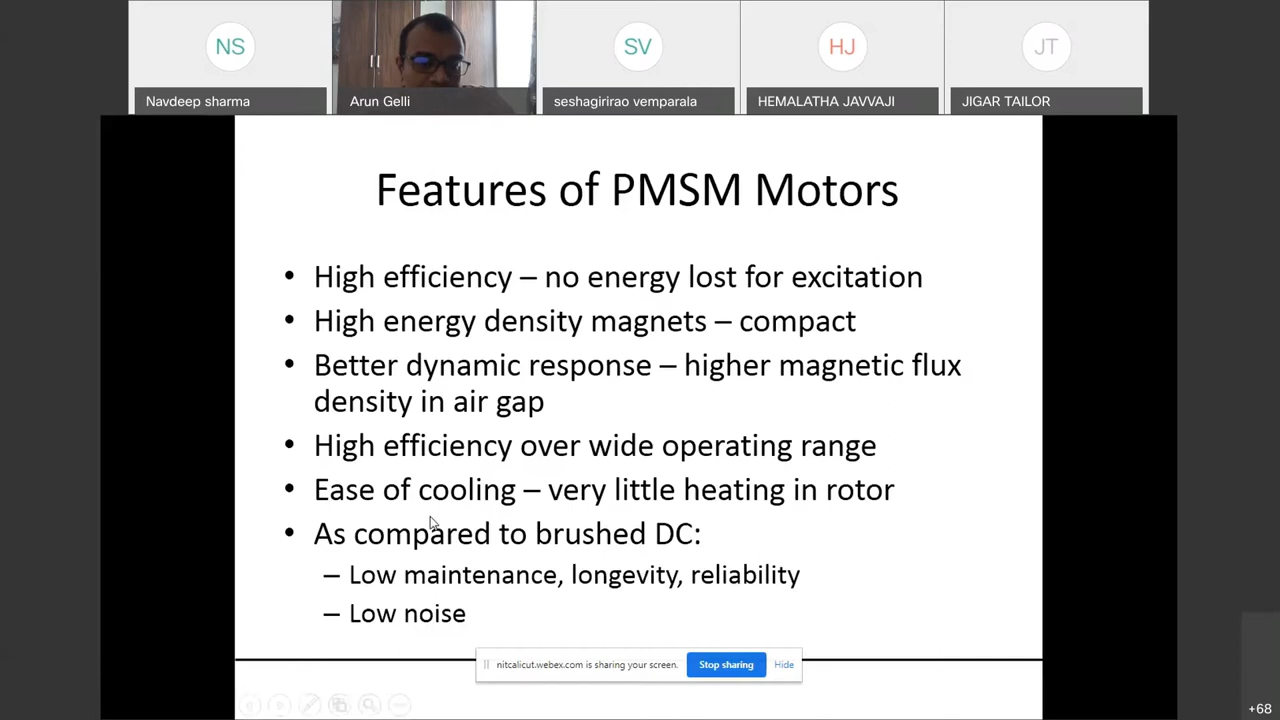 NS
SV
HJ
JT
Navdeep sharma
Arun Gelli
seshagirirao vemparala
HEMALATHA JAVVAJI
JIGAR TAILOR
Features of PMSM Motors
• High efficiency – no energy lost for excitation
• High energy density magnets – compact
• Better dynamic response – higher magnetic flux
density in air gap
• High efficiency over wide operating range
• Ease of cooling – very little heating in rotor
• As compared to brushed DC:
– Low maintenance, longevity, reliability
– Low noise
nitcalicut.webex.com is sharing your screen.
Stop sharing
Hide
+68